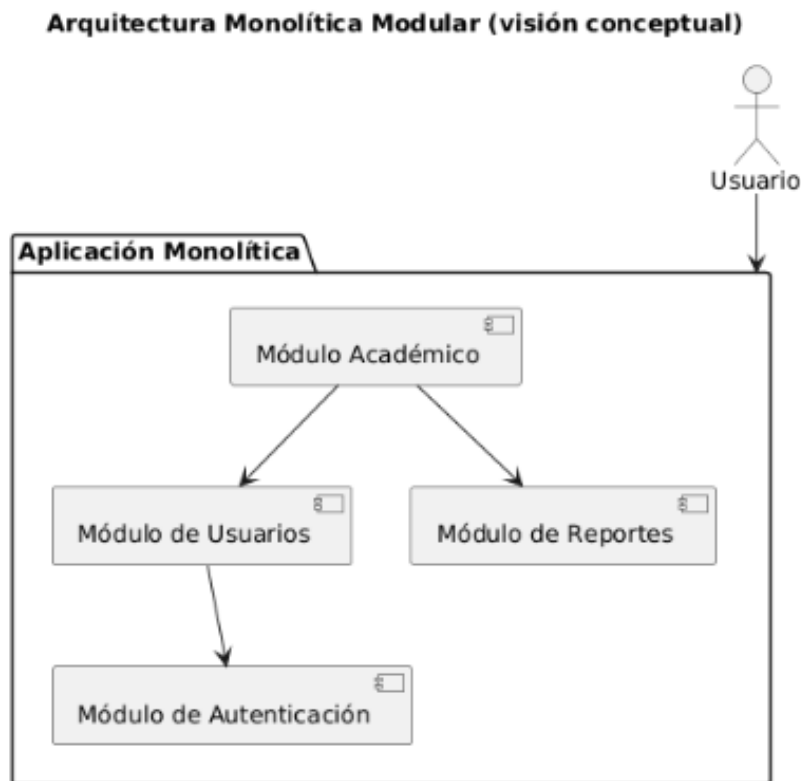 Arquitectura Monolítica Modular (visión conceptual)
Usuario
Aplicación Monolítica
Módulo Académico
Módulo de Usuarios
Módulo de Reportes
Módulo de Autenticación